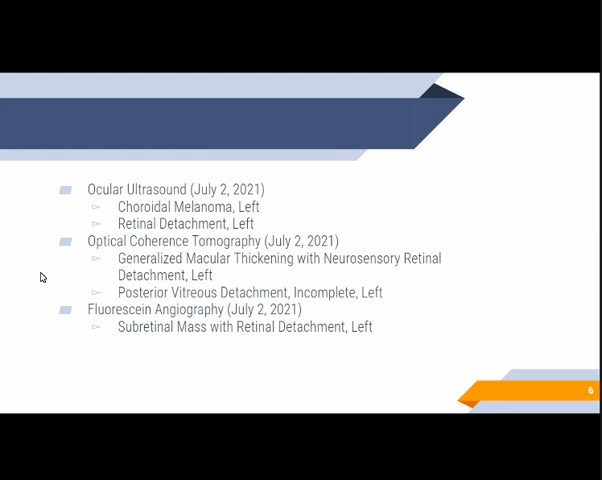 Ocular Ultrasound (July 2, 2021)
Choroidal Melanoma, Left
Retinal Detachment, Left
Optical Coherence Tomography (July 2, 2021)
Generalized Macular Thickening with Neurosensory Retinal
Detachment, Left
Posterior Vitreous Detachment, Incomplete, Left
Fluorescein Angiography (July 2, 2021)
Subretinal Mass with Retinal Detachment, Left
6